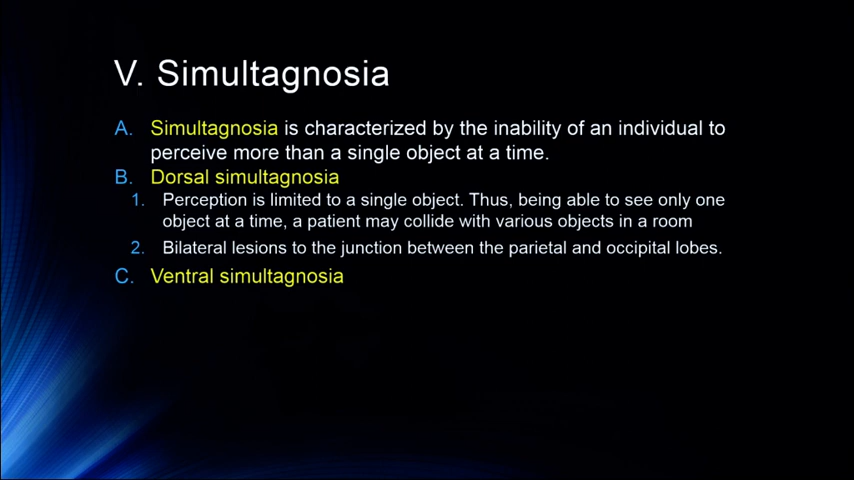 V. Simultagnosia
A. Simultagnosia is characterized by the inability of an individual to
perceive more than a single object at a time.
B. Dorsal simultagnosia
1. Perception is limited to a single object. Thus, being able to see only one
object at a time, a patient may collide with various objects in a room
2. Bilateral lesions to the junction between the parietal and occipital lobes.
C. Ventral simultagnosia